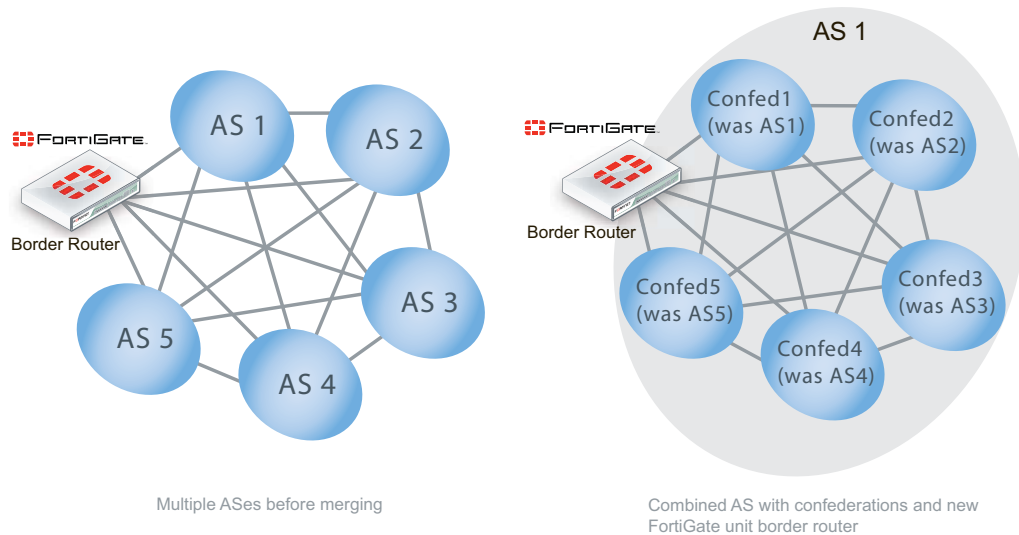 FORTIGATE
Border Router
AS 1
AS 2
AS 3
AS 4
AS 5
Multiple ASes before merging
AS 1
FORTIGATE
Border Router
Confed1
(was AS1)
Confed2
(was AS2)
Confed3
(was AS3)
Confed4
(was AS4)
Confed5
(was AS5)
Combined AS with confederations and new
FortiGate unit border router